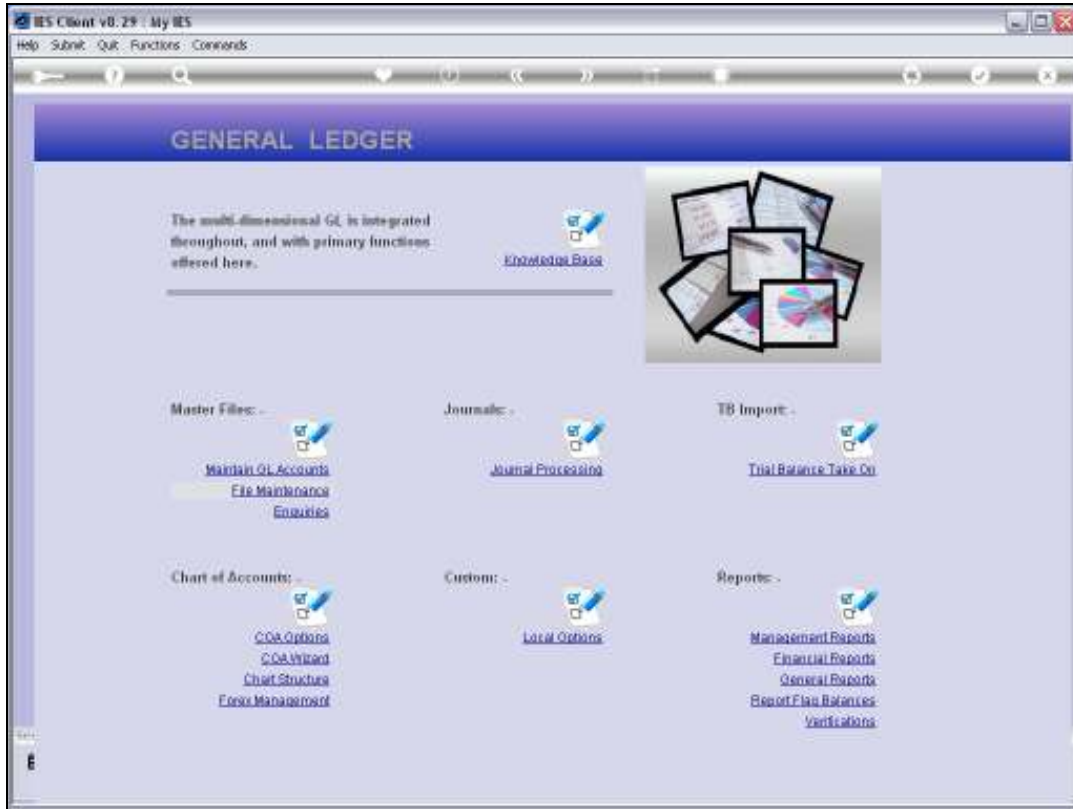 IES Client v8.29 : My IES
Help Submit Quit Functions Commands
GENERAL LEDGER
The multi-dimensional GL is integrated
throughout, and with primary functions
offered here.
Knowledge Base
Master Files: -
Journals: -
TB Import: -
Maintain GL Accounts
Journal Processing
Trial Balance Take On
File Maintenance
Enquiries
Chart of Accounts: -
Custom: -
Reports: -
COA Options
Local Options
Management Reports
COA Wizard
Financial Reports
Chart Structure
General Reports
Forex Management
Report Flag Balances
Verifications